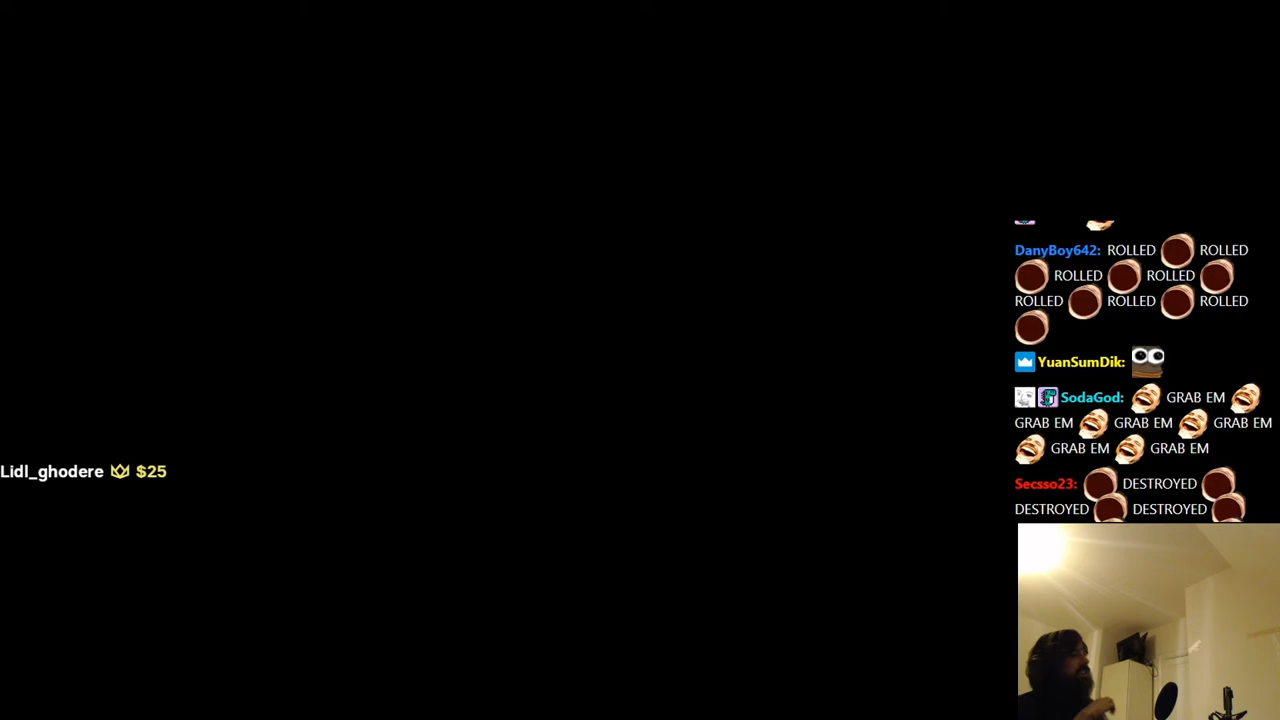 DanyBoy642: ROLLED ROLLED
ROLLED ROLLED
ROLLED ROLLED ROLLED
YuanSumDik:
SodaGod: GRAB EM
GRAB EM GRAB EM GRAB EM
GRAB EM GRAB EM
Lidl_ghodere $25
Secsso23: DESTROYED
DESTROYED DESTROYED